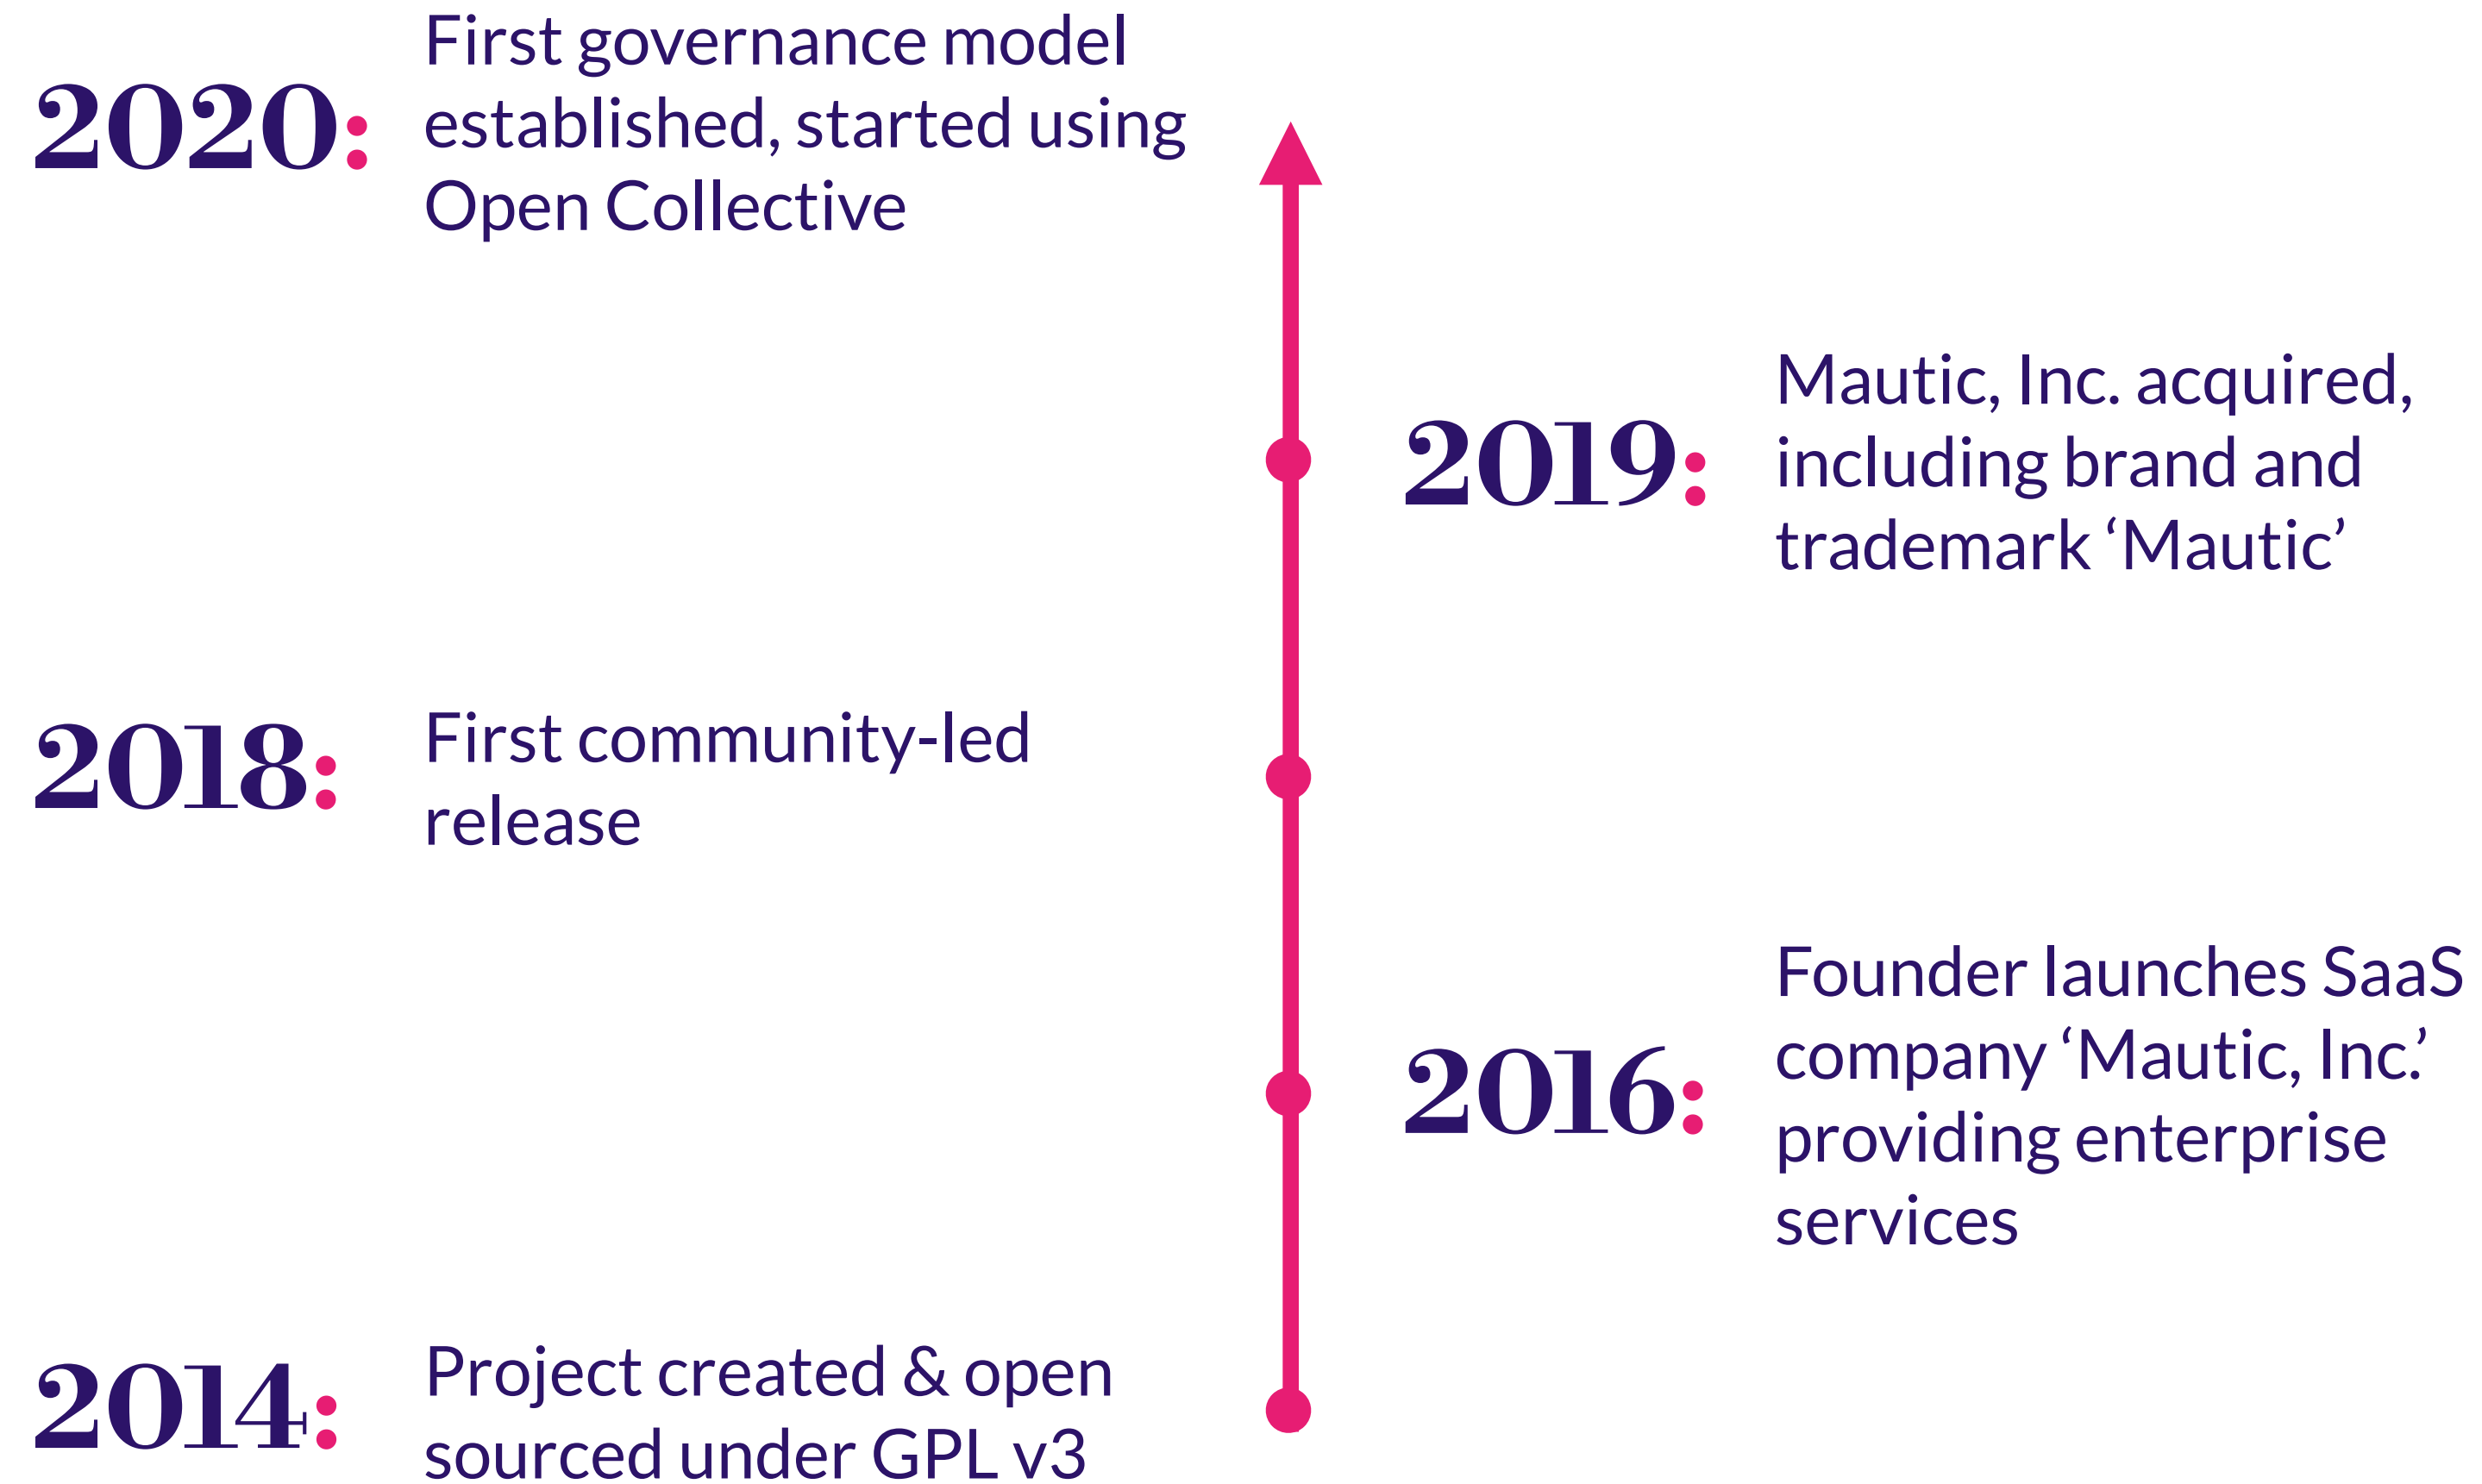 2020:
First governance model
established, started using
Open Collective
2019:
Mautic, Inc. acquired,
including brand and
trademark ‘Mautic’
2018:
First community-led
release
2016:
Founder launches SaaS
company ‘Mautic, Inc.’
providing enterprise
services
2014:
Project created & open
sourced under GPL v3